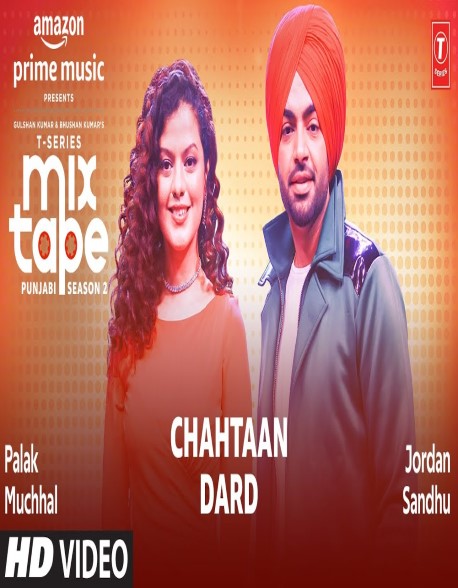 amazon
prime music
PRESENTS
GULSHAN KUMAR & BHUSHAN KUMAR'S
T-SERIES
mix
tape
PUNJABI SEASON 2
T
SERIES
CHAHTAAN
DARD
Palak
Muchhal
Jordan
Sandhu
HD VIDEO